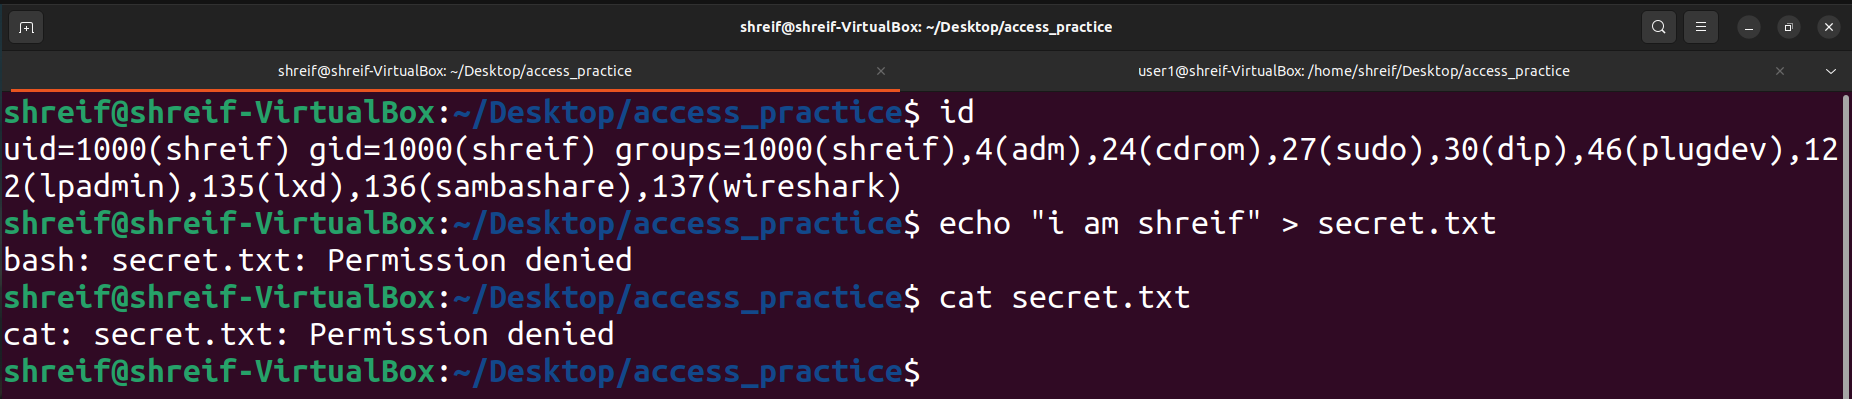 shreif@shreif-VirtualBox: ~/Desktop/access_practice
shreif@shreif-VirtualBox: ~/Desktop/access_practice
user1@shreif-VirtualBox: /home/shreif/Desktop/access_practice
shreif@shreif-VirtualBox:~/Desktop/access_practice$ id
uid=1000(shreif) gid=1000(shreif) groups=1000(shreif),4(adm),24(cdrom),27(sudo),30(dip),46(plugdev),12
2(lpadmin),135(lxd),136(sambashare),137(wireshark)
shreif@shreif-VirtualBox:~/Desktop/access_practice$ echo "i am shreif" > secret.txt
bash: secret.txt: Permission denied
shreif@shreif-VirtualBox:~/Desktop/access_practice$ cat secret.txt
cat: secret.txt: Permission denied
shreif@shreif-VirtualBox:~/Desktop/access_practice$